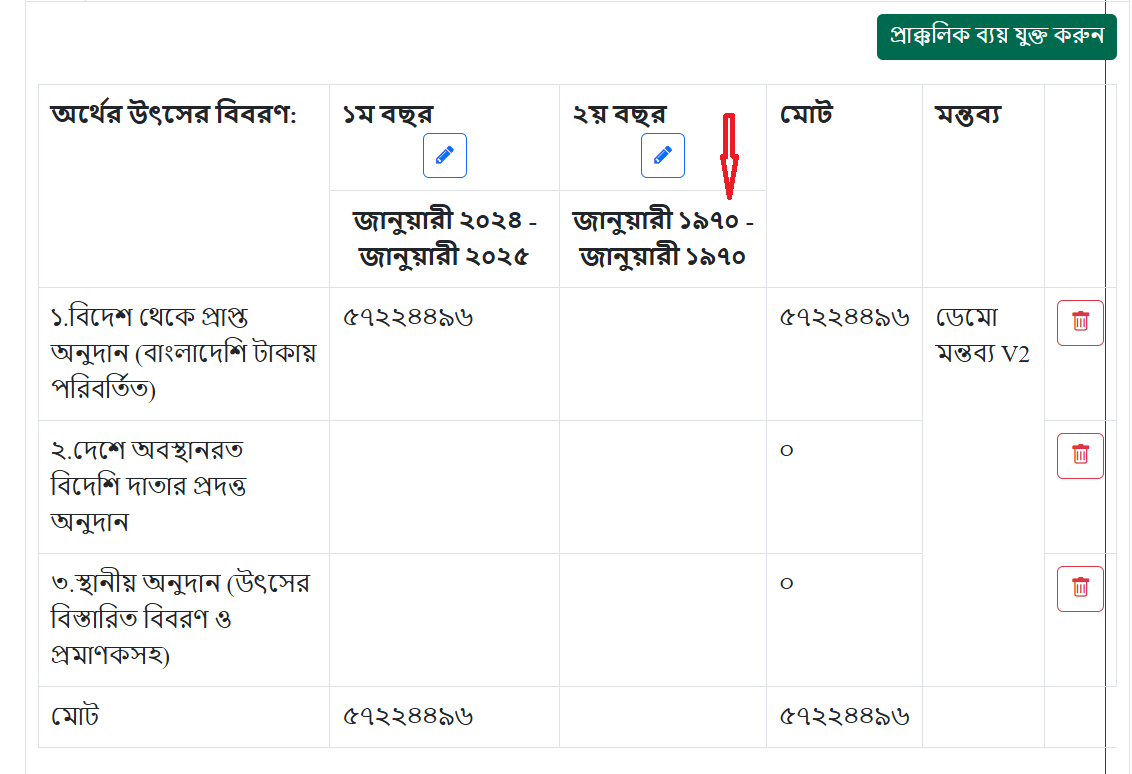 প্রাক্কলিক ব্যয় যুক্ত করুন
অর্থের উৎসের বিবরণ:
১ম বছর
২য় বছর
মোট
মন্তব্য
জানুয়ারী ২০২৪ -
জানুয়ারী ২০২৫
জানুয়ারী ১৯৭০ -
জানুয়ারী ১৯৭০
১.বিদেশ থেকে প্রাপ্ত
অনুদান (বাংলাদেশি টাকায়
পরিবর্তিত)
৫৭২২৪৪৯৬
৫৭২২৪৪৯৬
ডেমো
মন্তব্য V2
২.দেশে অবস্থানরত
বিদেশি দাতার প্রদত্ত
অনুদান
০
৩.স্থানীয় অনুদান (উৎসের
বিস্তারিত বিবরণ ও
প্রমাণকসহ)
০
মোট
৫৭২২৪৪৯৬
৫৭২২৪৪৯৬